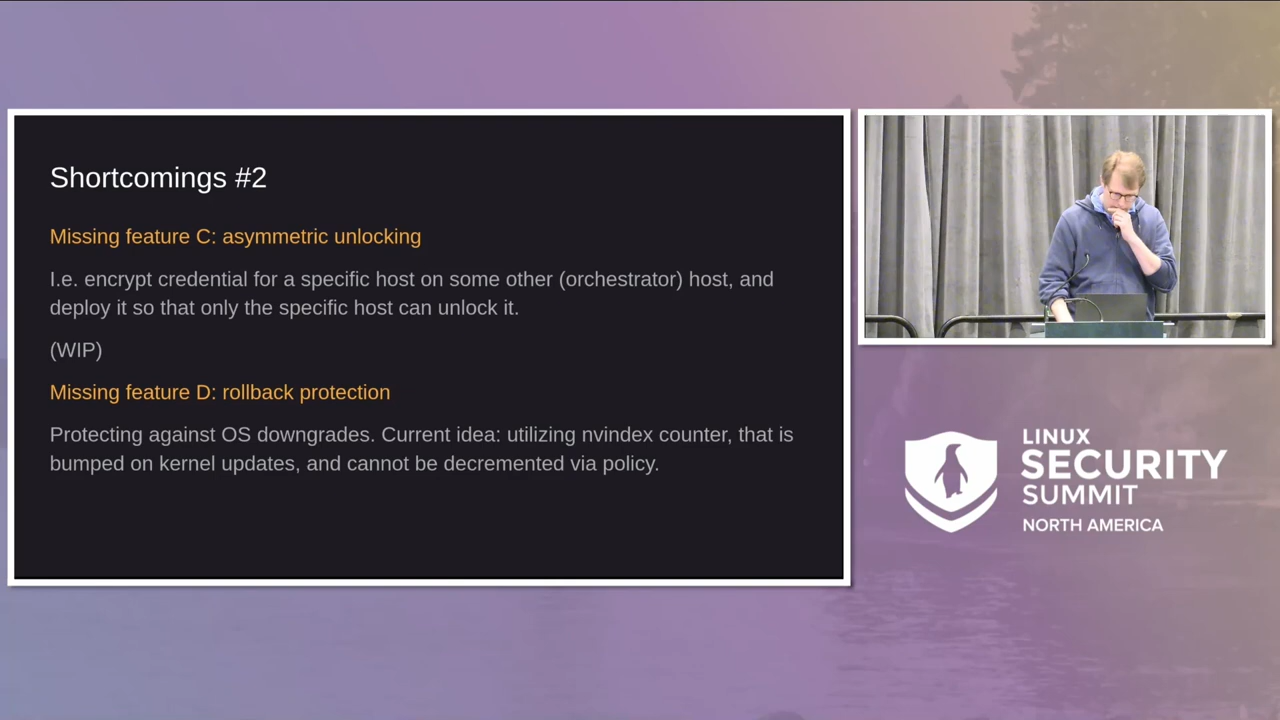 Shortcomings #2
Missing feature C: asymmetric unlocking
I.e. encrypt credential for a specific host on some other (orchestrator) host, and
deploy it so that only the specific host can unlock it.
(WIP)
Missing feature D: rollback protection
Protecting against OS downgrades. Current idea: utilizing nvindex counter, that is
bumped on kernel updates, and cannot be decremented via policy.
LINUX
SECURITY
SUMMIT
NORTH AMERICA